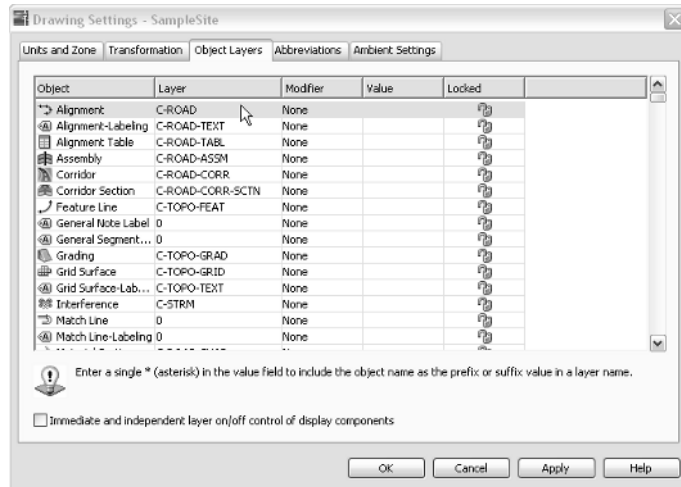 Drawing Settings - SampleSite
Units and Zone Transformation Object Layers Abbreviations Ambient Settings
Object Layer Modifier Value Locked
Alignment C-ROAD None
Alignment-Labeling C-ROAD-TEXT None
Alignment Table C-ROAD-TABL None
Assembly C-ROAD-ASSM None
Corridor C-ROAD-CORR None
Corridor Section C-ROAD-CORR-SCTN None
Feature Line C-TOPO-FEAT None
General Note Label 0 None
General Segment... 0 None
Grading C-TOPO-GRAD None
Grid Surface C-TOPO-GRID None
Grid Surface-Lab... C-TOPO-TEXT None
Interference C-STRM None
Match Line 0 None
Match Line-Labeling 0 None
Enter a single * (asterisk) in the value field to include the object name as the prefix or suffix value in a layer name.
Immediate and independent layer on/off control of display components
OK Cancel Apply Help